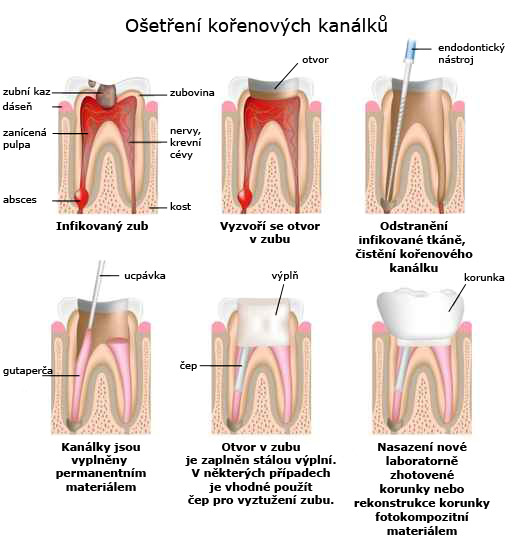 Ošetření kořenových kanálků
zubní kaz
dáseň
zanícená
pulpa
absces
zubovina
nervy,
krevní
cévy
kost
Infikovaný zub
otvor
Vyzvoří se otvor
v zubu
endodontický
nástroj
Odstranění
infikované tkáně,
čistění kořenového
kanálku
ucpávka
gutaperča
Kanálky jsou
vyplněny
permanentním
materiálem
výplň
čep
Otvor v zubu
je zaplněn stálou výplní.
V některých případech
je vhodné použít
čep pro vyztužení zubu.
korunka
Nasazení nové
laboratorně
zhotovené
korunky nebo
rekonstrukce korunky
fotokompozitní
materiálem